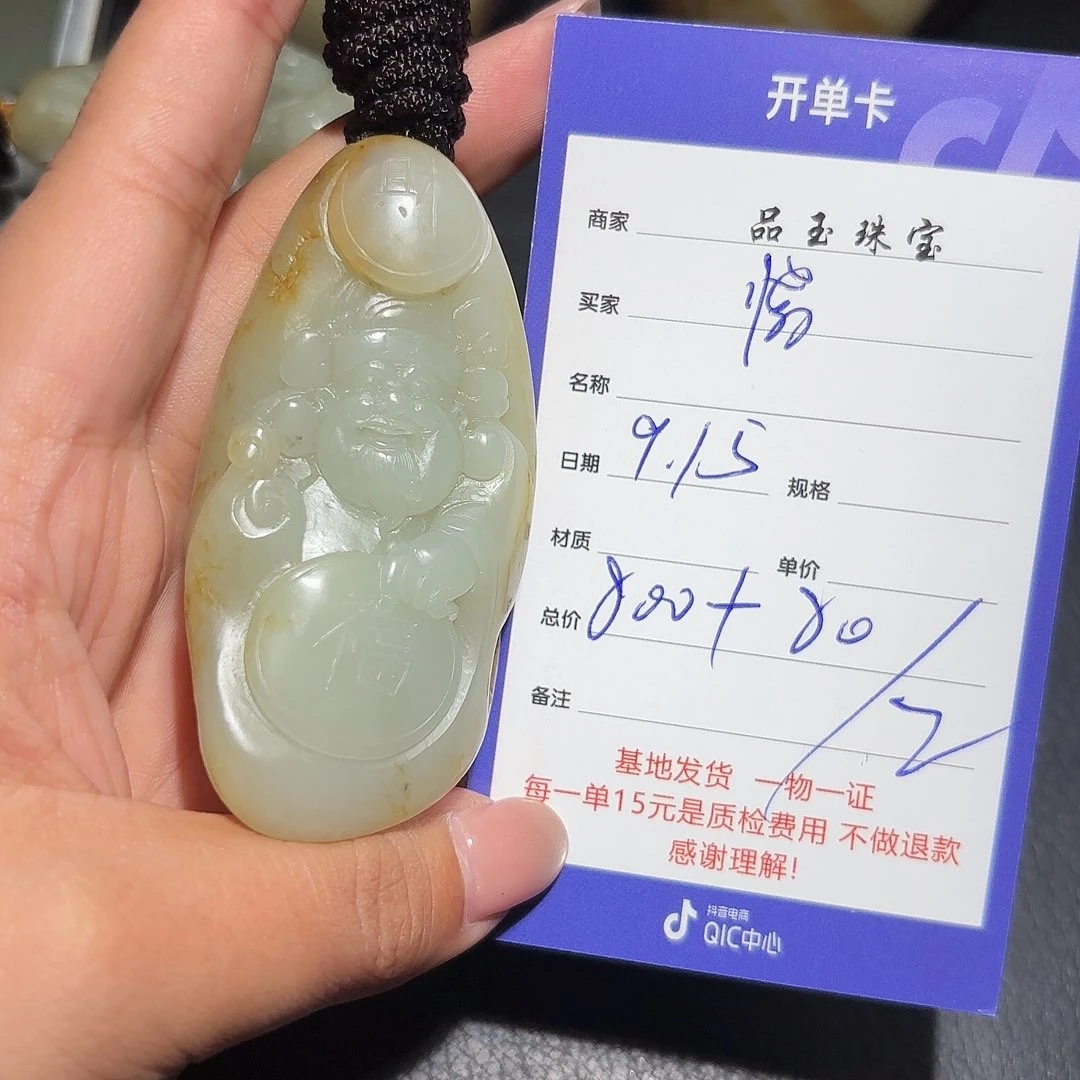 开单卡
商家 品玉珠宝
买家
名称
日期 9.15 规格
材质 单价
总价 800+80/2
备注
基地发货 一物一证
每一单15元是质检费用 不做退款
感谢理解!
抖音电商
QIC中心